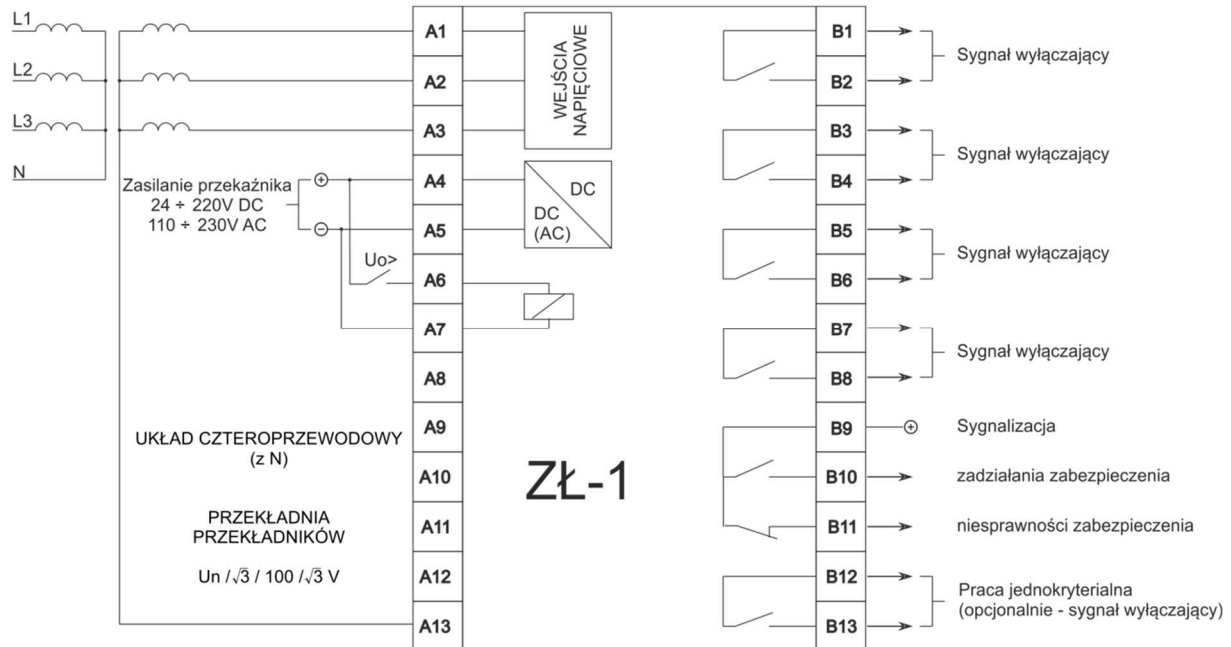 L1
L2
L3
N
Zasilanie przekaźnika
24 ÷ 220V DC
110 ÷ 230V AC
Uo>
UKŁAD CZTEROPRZEWODOWY
(z N)
PRZEKŁADNIA
PRZEKŁADNIKÓW
Un /√3 / 100 /√3 V
A1
A2
A3
A4
A5
A6
A7
A8
A9
A10
A11
A12
A13
WEJŚCIA
NAPIĘCIOWE
DC
DC
(AC)
ZŁ-1
B1
B2
B3
B4
B5
B6
B7
B8
B9
B10
B11
B12
B13
Sygnał wyłączający
Sygnał wyłączający
Sygnał wyłączający
Sygnał wyłączający
Sygnalizacja
zadziałania zabezpieczenia
niesprawności zabezpieczenia
Praca jednokryterialna
(opcjonalnie - sygnał wyłączający)